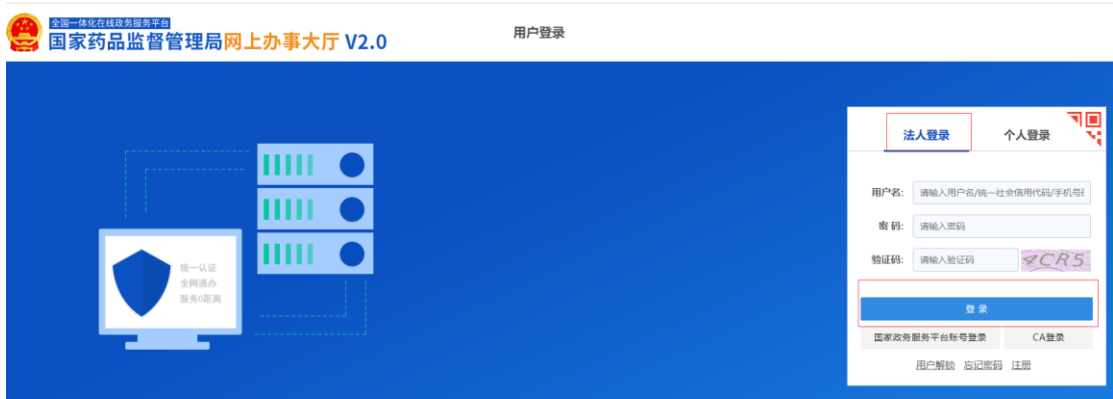 全国一体化在线政务服务平台
国家药品监督管理局网上办事大厅 V2.0
用户登录
法人登录 个人登录
用户名: 请输入用户名/统一社会信用代码/手机号
密 码: 请输入密码
验证码: 请输入验证码 4CR5
登 录
国家政务服务平台账号登录 CA登录
用户解锁 忘记密码 注册
统一认证
全网通办
服务0距离